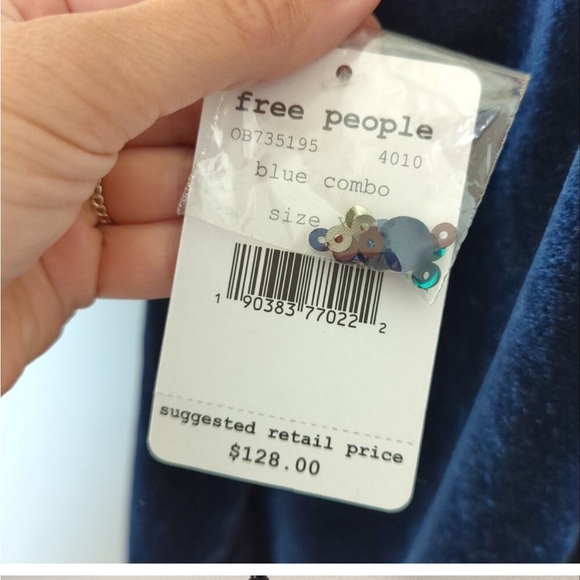 free people
OB735195 4010
blue combo
size
1 90383 77022 2
suggested retail price
$128.00